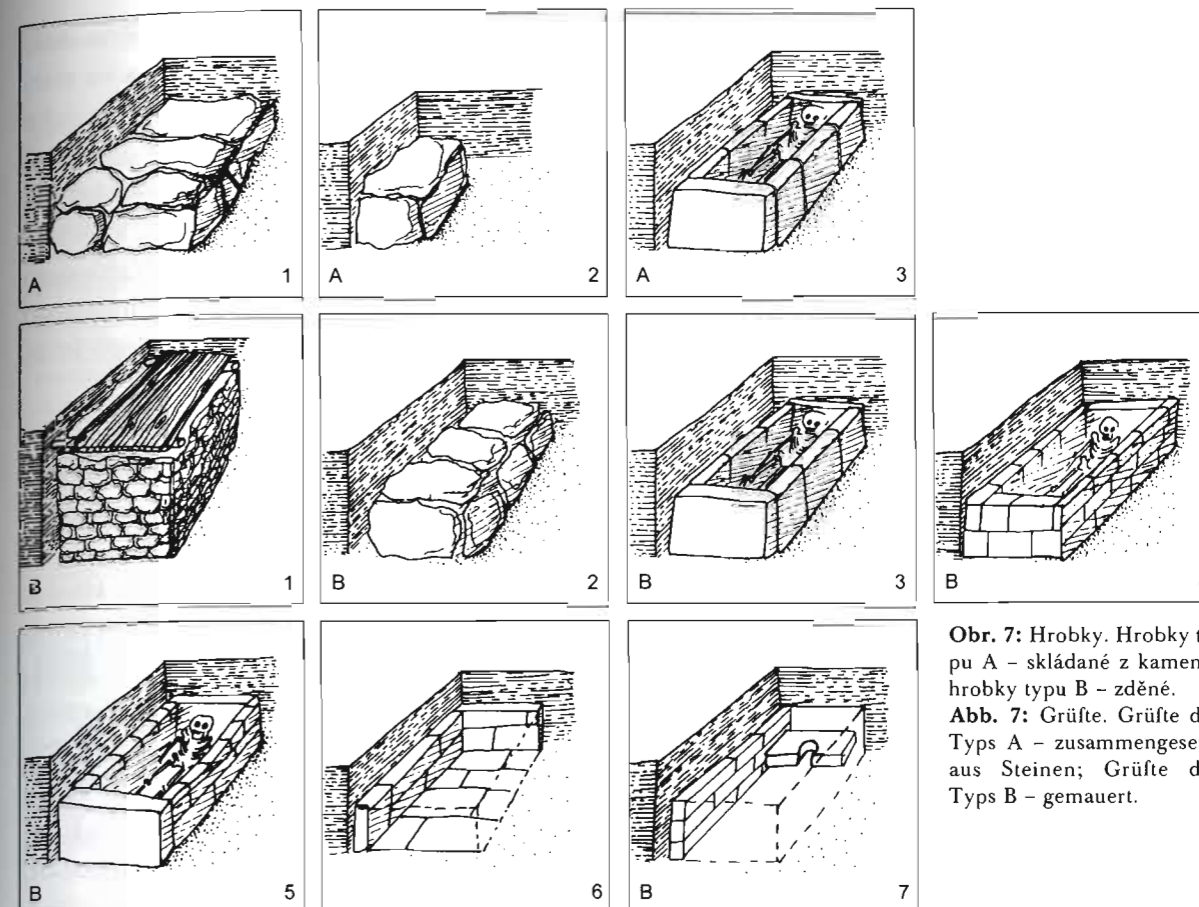 A 1
A 2
A 3
B 1
B 2
B 3
B
B 5
6
B 7
Obr. 7: Hrobky. Hrobky t
pu A – skládané z kamen
hrobky typu B – zděné.
Abb. 7: Grüfte. Grüfte d
Typs A – zusammengese
aus Steinen; Grüfte d
Typs B – gemauert.